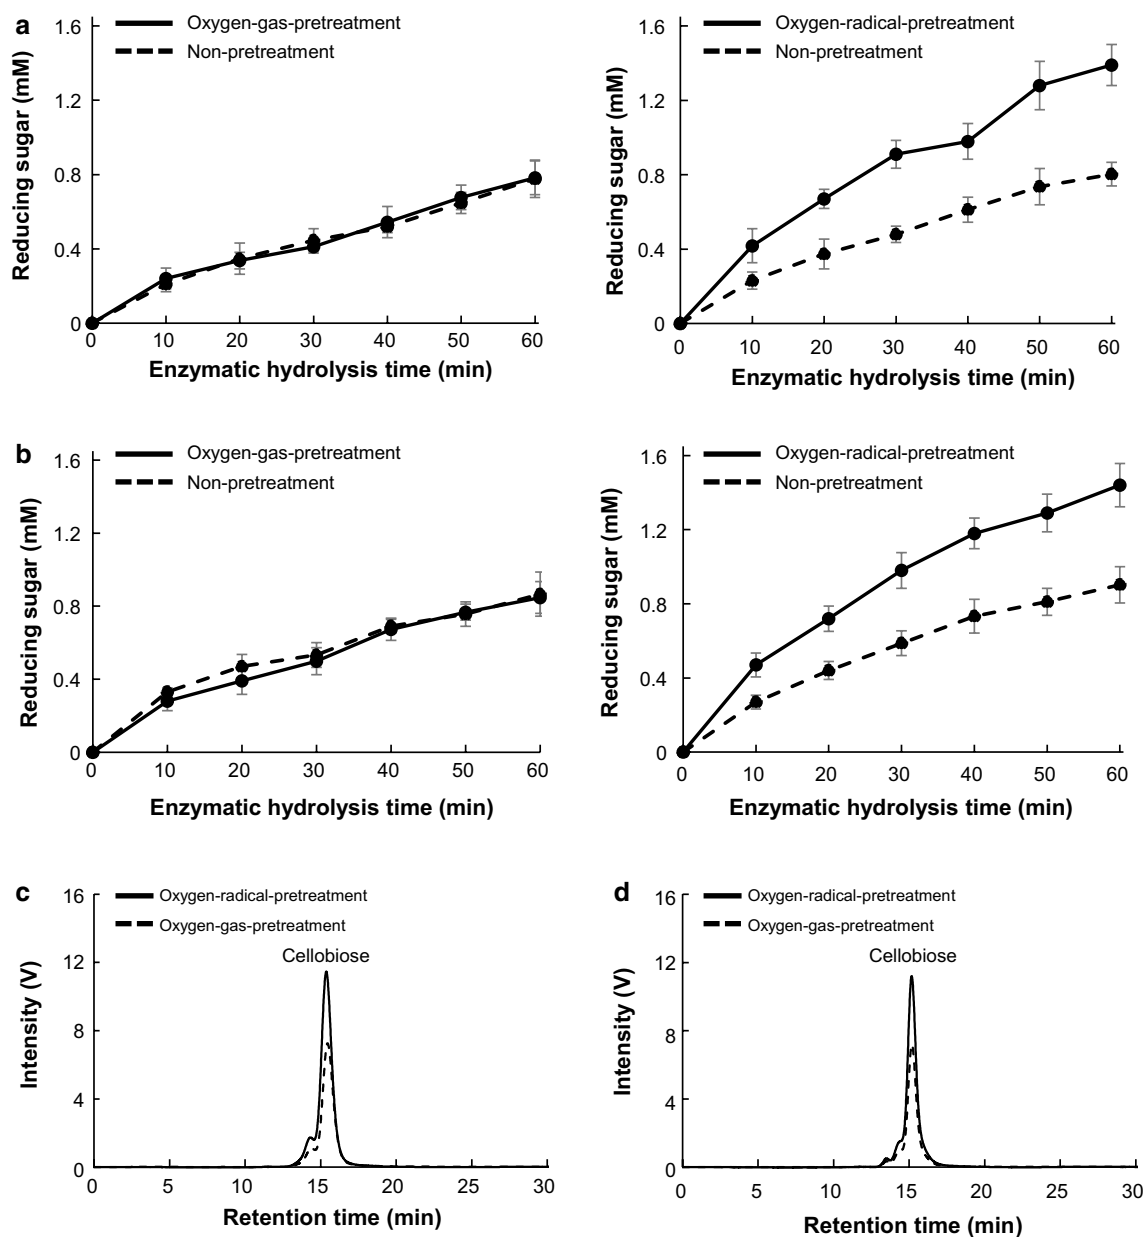 a
Oxygen-gas-pretreatment
Non-pretreatment
Reducing sugar (mM)
1.6
1.2
0.8
0.4
0
0 10 20 30 40 50 60
Enzymatic hydrolysis time (min)
Oxygen-radical-pretreatment
Non-pretreatment
Reducing sugar (mM)
1.6
1.2
0.8
0.4
0
0 10 20 30 40 50 60
Enzymatic hydrolysis time (min)
b
Oxygen-gas-pretreatment
Non-pretreatment
Reducing sugar (mM)
1.6
1.2
0.8
0.4
0
0 10 20 30 40 50 60
Enzymatic hydrolysis time (min)
Oxygen-radical-pretreatment
Non-pretreatment
Reducing sugar (mM)
1.6
1.2
0.8
0.4
0
0 10 20 30 40 50 60
Enzymatic hydrolysis time (min)
c
Oxygen-radical-pretreatment
Oxygen-gas-pretreatment
Cellobiose
Intensity (V)
16
12
8
4
0
0 5 10 15 20 25 30
Retention time (min)
d
Oxygen-radical-pretreatment
Oxygen-gas-pretreatment
Cellobiose
Intensity (V)
16
12
8
4
0
0 5 10 15 20 25 30
Retention time (min)